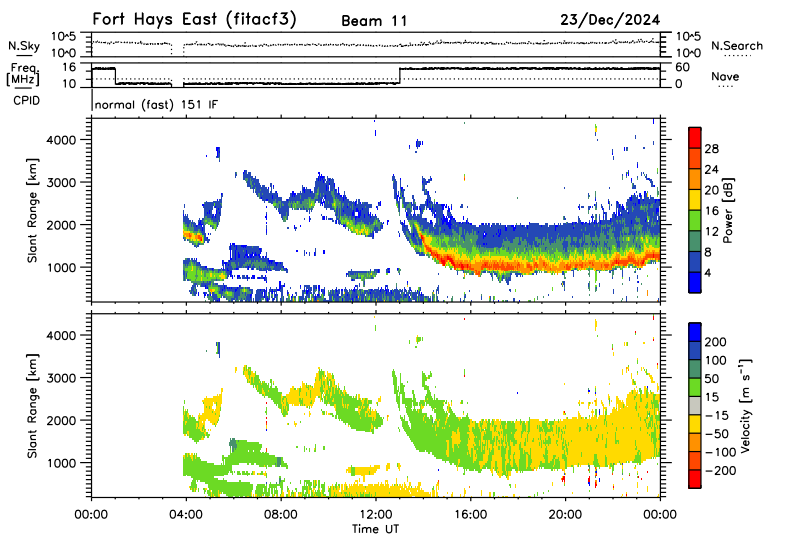 Fort Hays East (fitacf3) Beam 11 23/Dec/2024
N.Sky 10^5 10^0 10^5 10^0 N.Search
Freq. [MHz] 16 10 60 0 Nave
CPID normal (fast) 151 IF
Slant Range [km]
4000
3000
2000
1000
Power [dB]
28
24
20
16
12
8
4
Slant Range [km]
4000
3000
2000
1000
Velocity [m s⁻¹]
200
100
50
15
−15
−50
−100
−200
00:00 04:00 08:00 12:00 16:00 20:00 00:00
Time UT